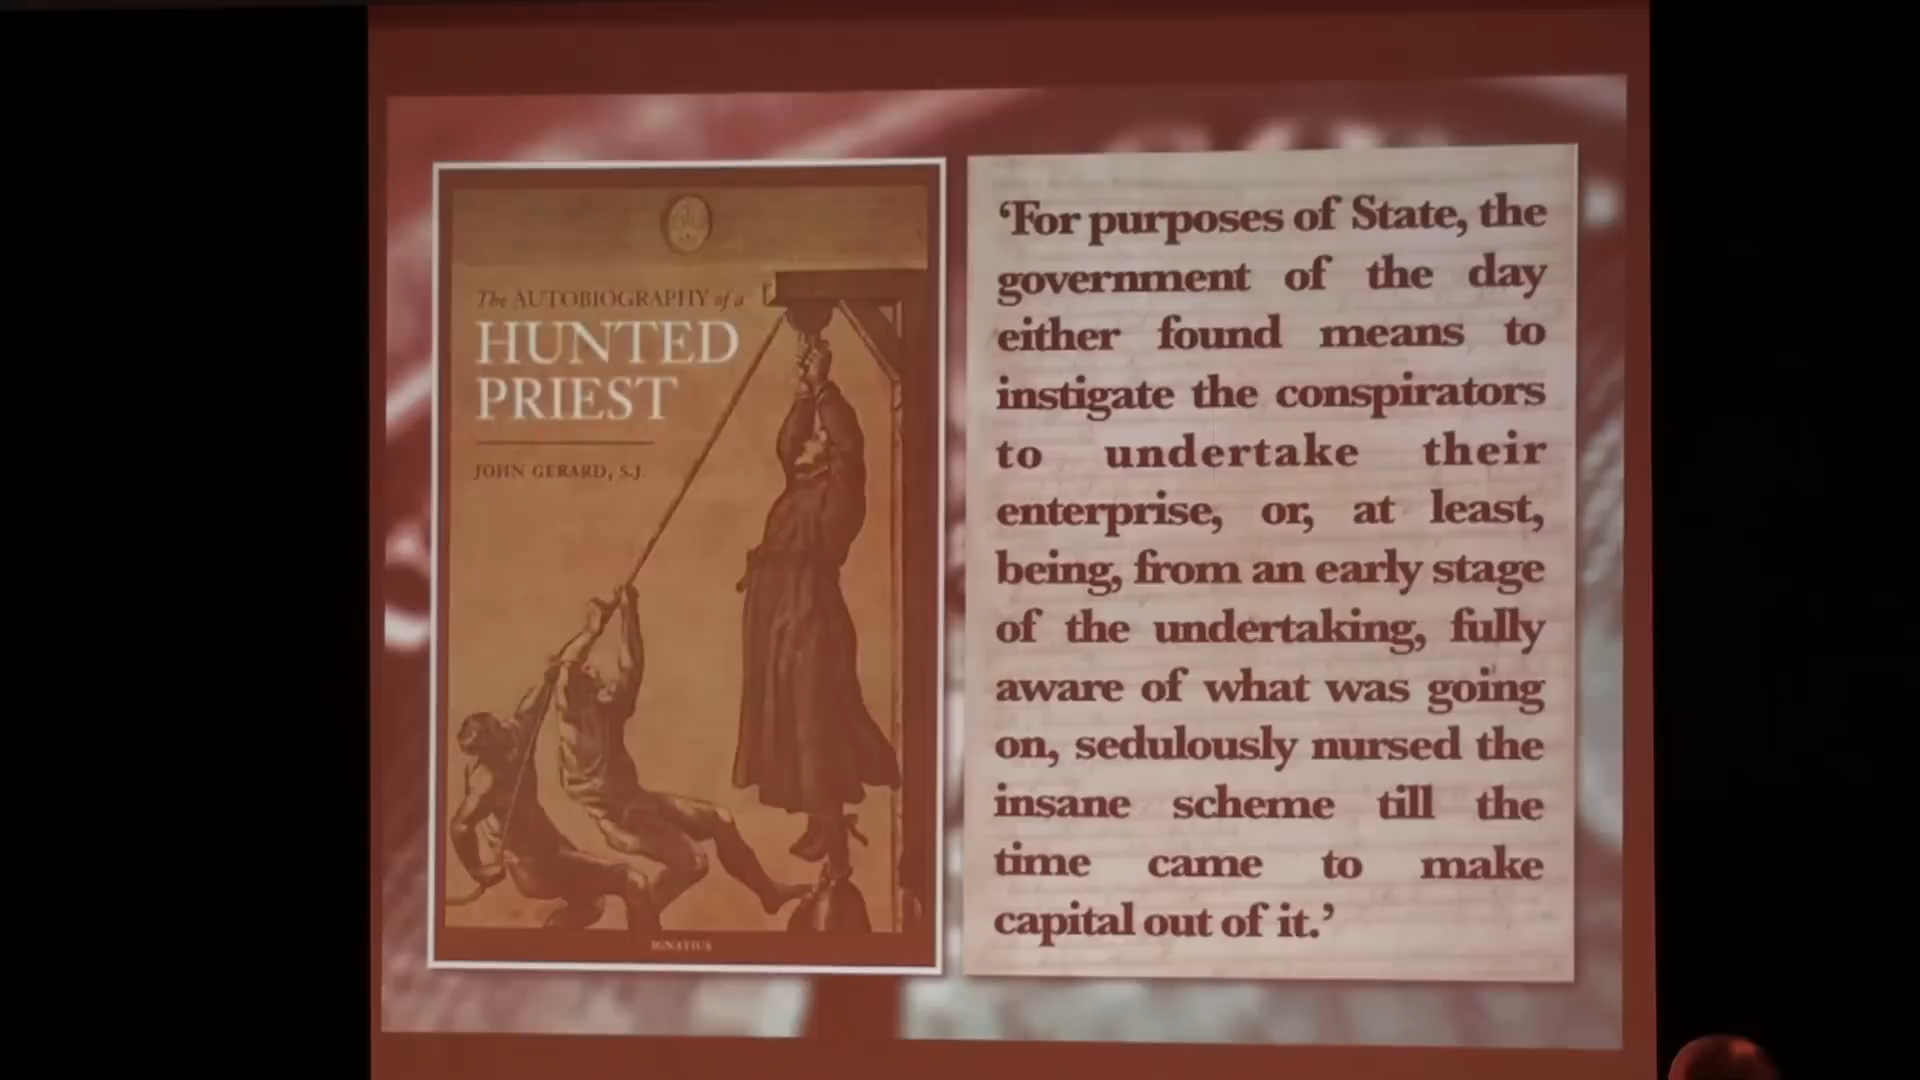 The AUTOBIOGRAPHY of a
HUNTED
PRIEST
JOHN GERARD, S.J.
IGNATIUS
‘For purposes of State, the
government of the day
either found means to
instigate the conspirators
to undertake their
enterprise, or, at least,
being, from an early stage
of the undertaking, fully
aware of what was going
on, sedulously nursed the
insane scheme till the
time came to make
capital out of it.’